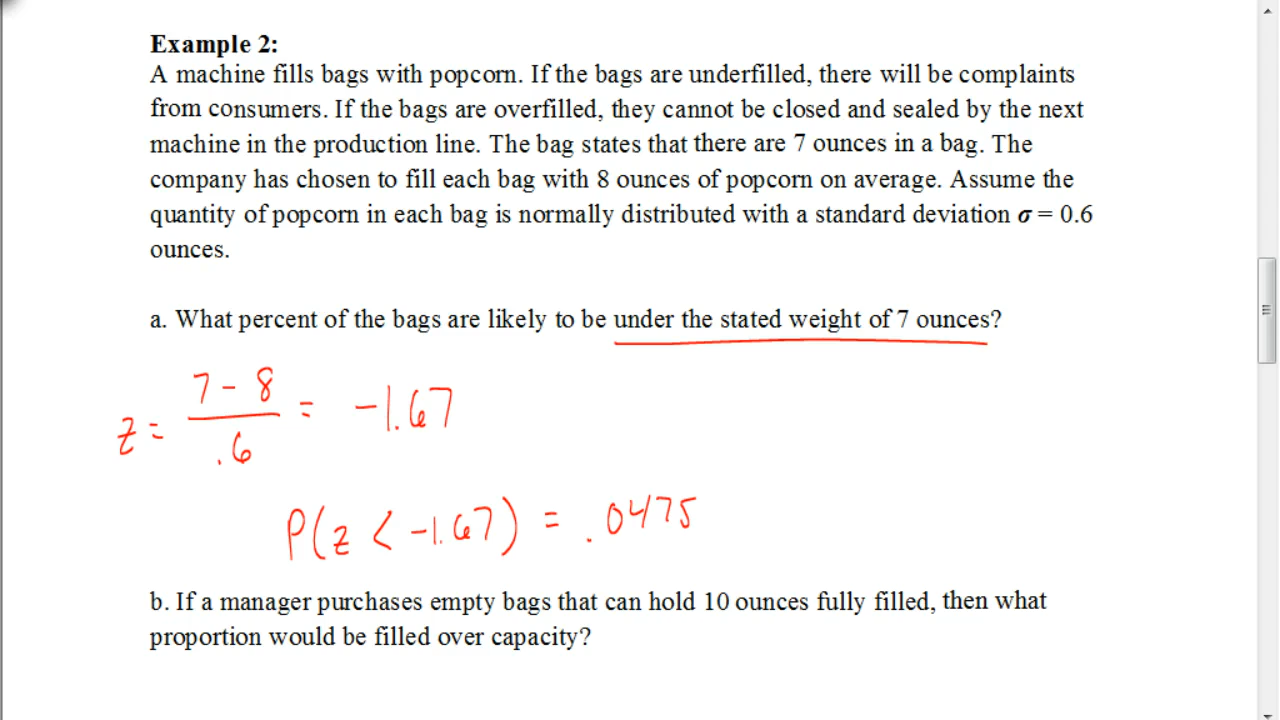 Example 2:
A machine fills bags with popcorn. If the bags are underfilled, there will be complaints
from consumers. If the bags are overfilled, they cannot be closed and sealed by the next
machine in the production line. The bag states that there are 7 ounces in a bag. The
company has chosen to fill each bag with 8 ounces of popcorn on average. Assume the
quantity of popcorn in each bag is normally distributed with a standard deviation σ = 0.6
ounces.
a. What percent of the bags are likely to be under the stated weight of 7 ounces?
7 - 8
z = = -1.67
.6
P(z < -1.67) = .0475
b. If a manager purchases empty bags that can hold 10 ounces fully filled, then what
proportion would be filled over capacity?